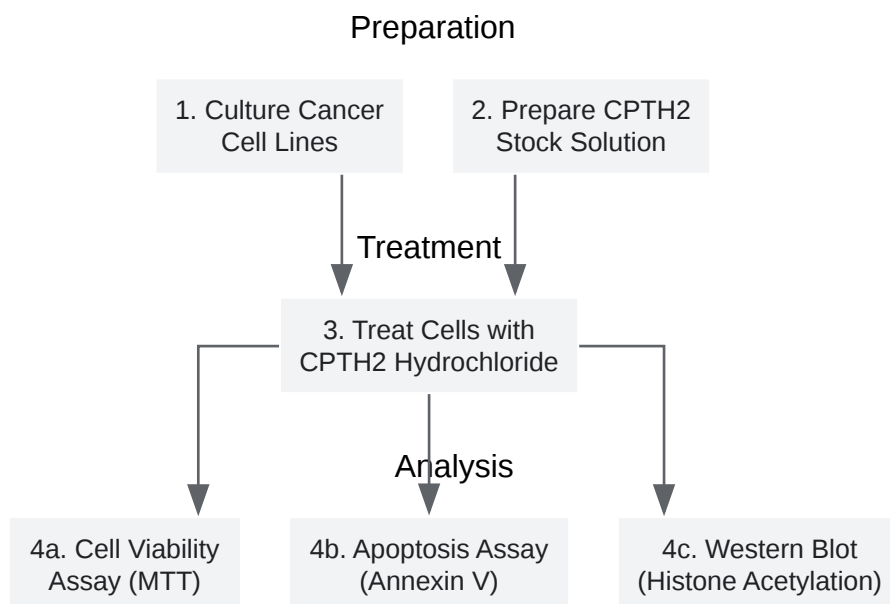 Preparation
1. Culture Cancer
Cell Lines
2. Prepare CPTH2
Stock Solution
Treatment
3. Treat Cells with
CPTH2 Hydrochloride
Analysis
4a. Cell Viability
Assay (MTT)
4b. Apoptosis Assay
(Annexin V)
4c. Western Blot
(Histone Acetylation)